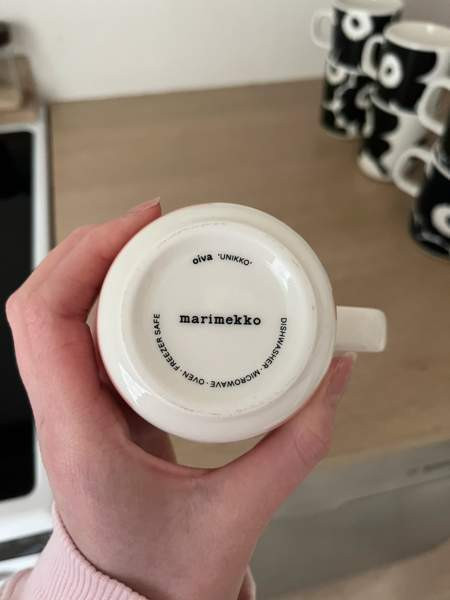 oiva 'UNIKKO'
marimekko
DISHWASHER · MICROWAVE · OVEN · FREEZER SAFE